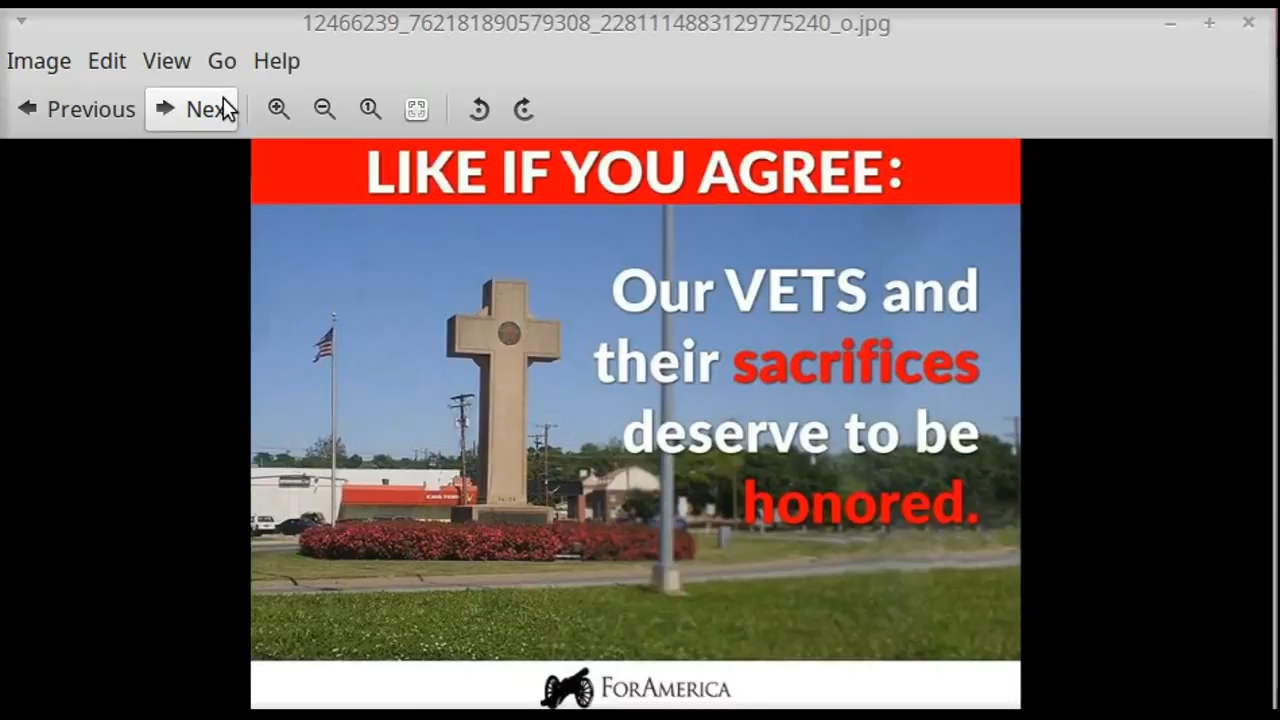 12466239_762181890579308_2281114883129775240_o.jpg
Image Edit View Go Help
Previous Next
LIKE IF YOU AGREE:
Our VETS and
their sacrifices
deserve to be
honored.
FORAMERICA